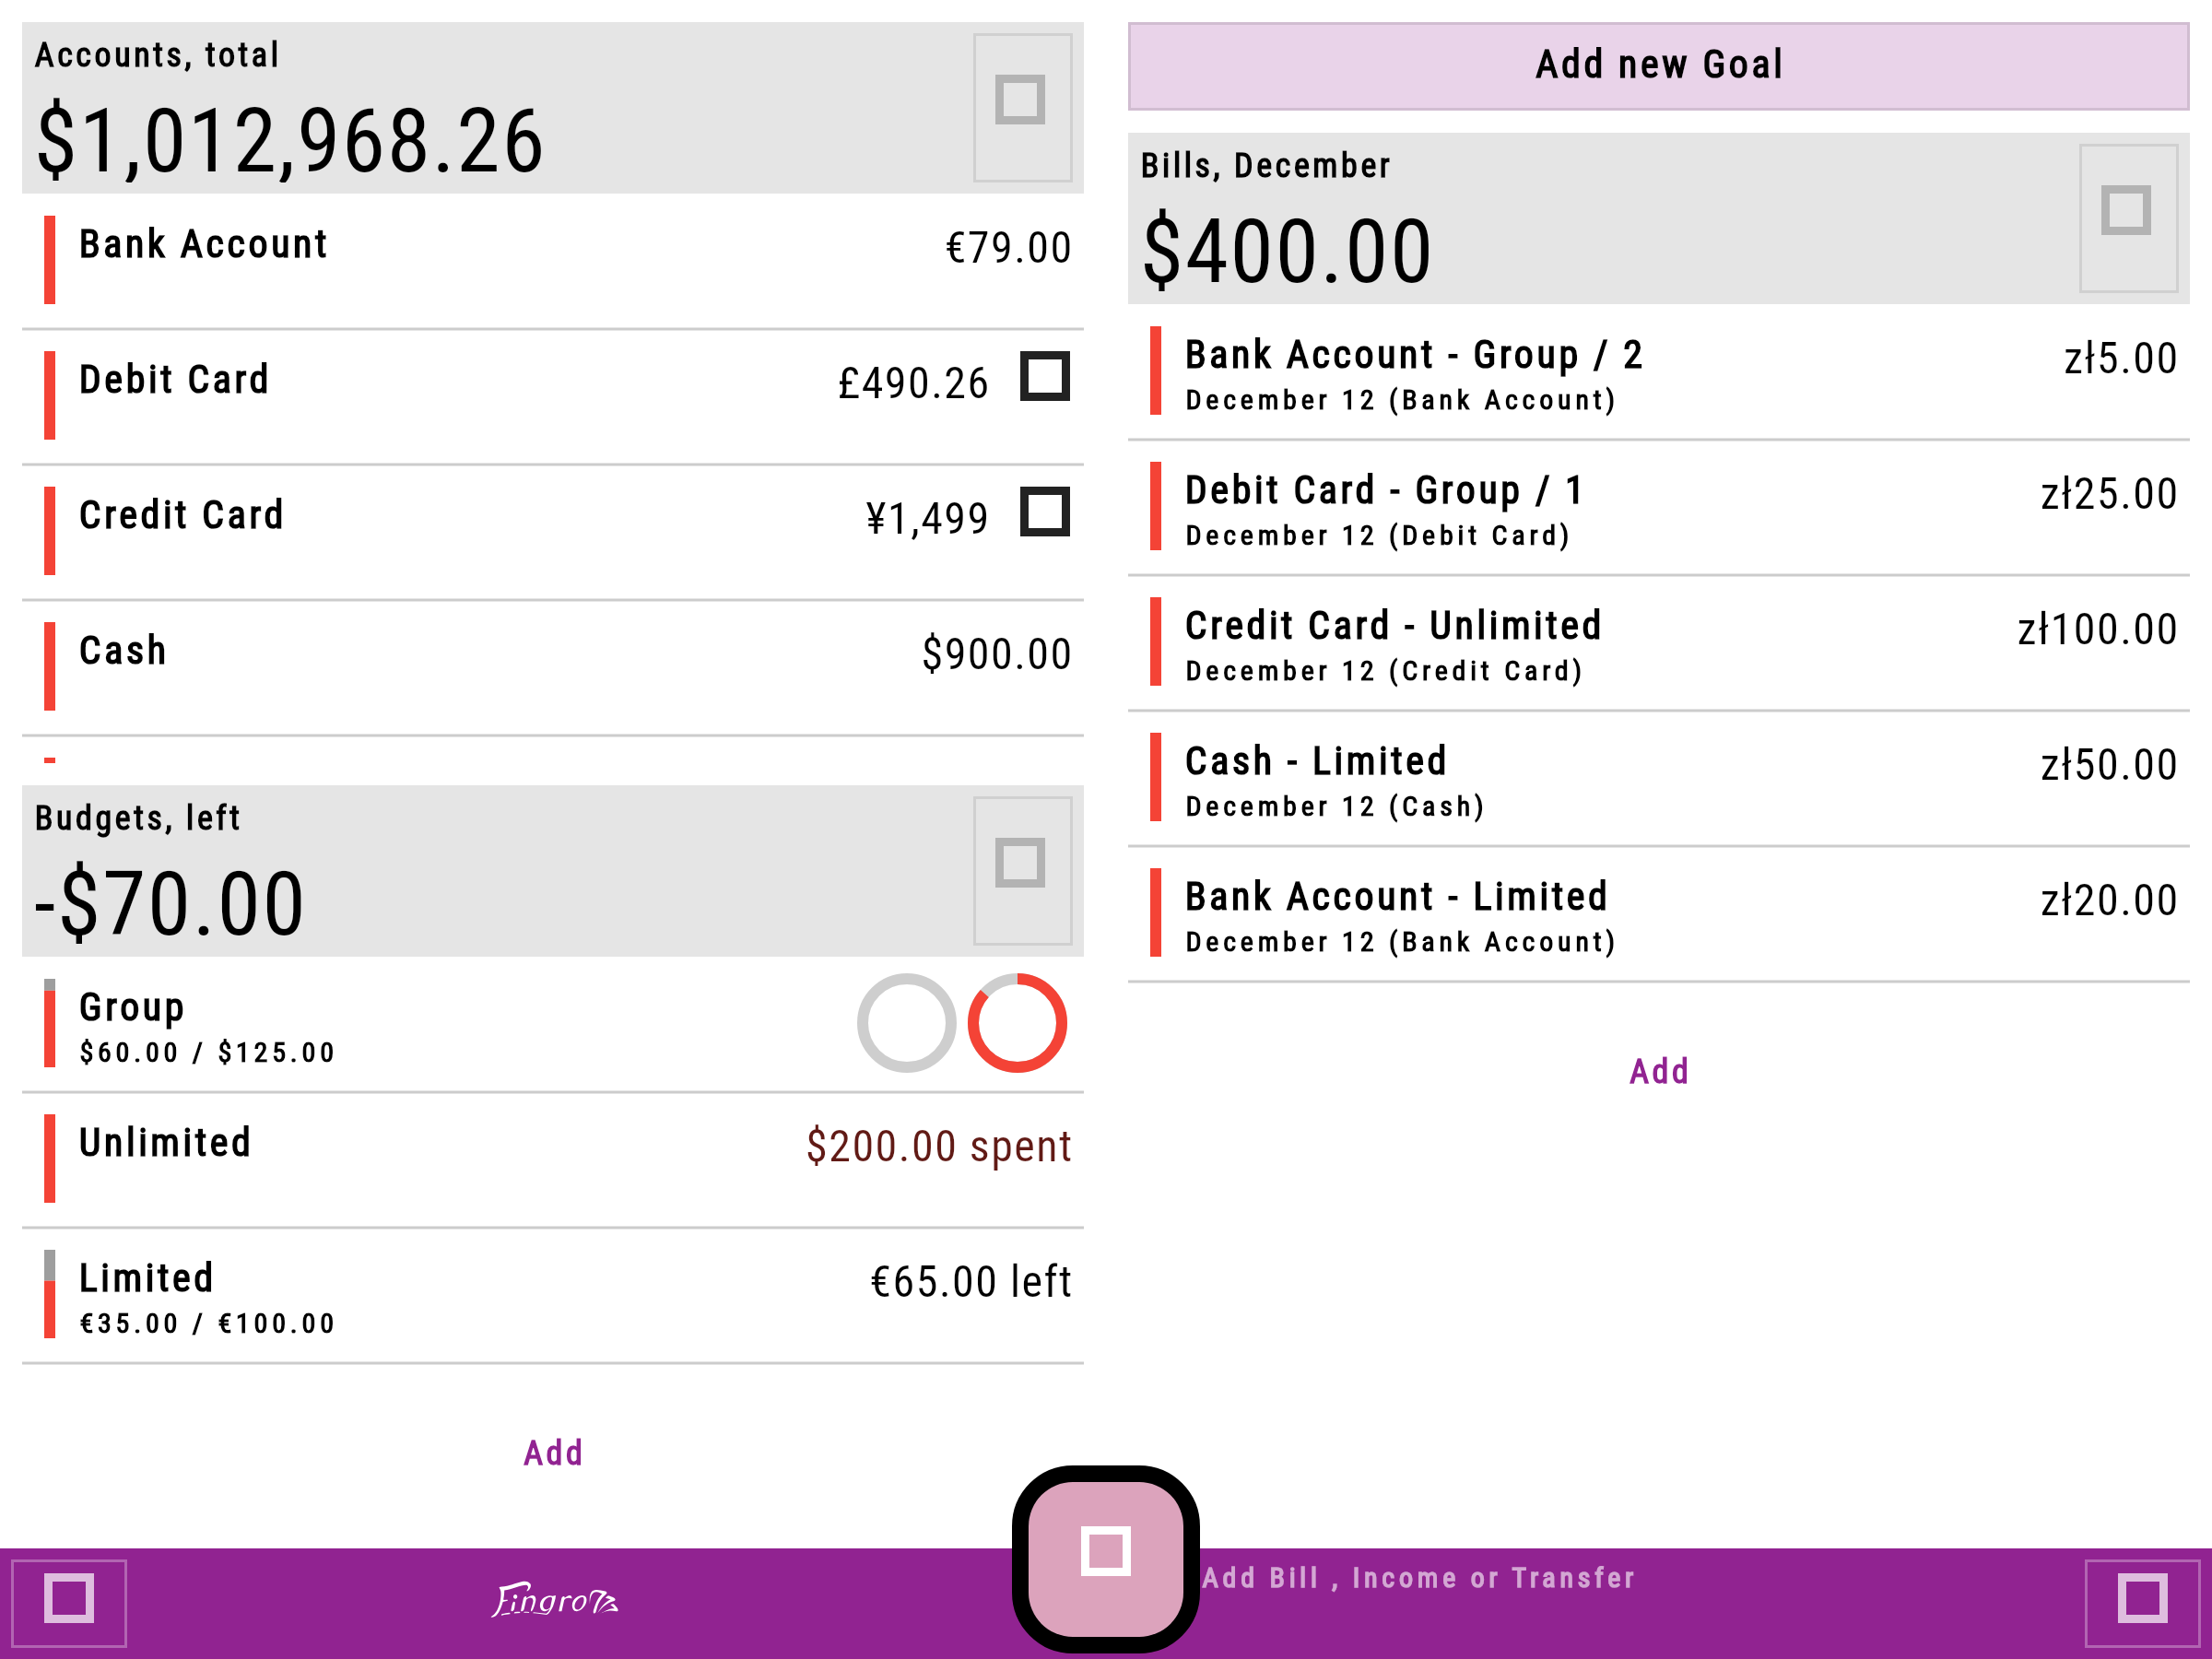 Accounts, total
$1,012,968.26
Bank Account
€79.00
Debit Card
£490.26
Credit Card
¥1,499
Cash
$900.00
Budgets, left
-$70.00
Group
$60.00 / $125.00
Unlimited
$200.00 spent
Limited
€65.00 left
€35.00 / €100.00
Add
Add new Goal
Bills, December
$400.00
Bank Account - Group / 2
zł5.00
December 12 (Bank Account)
Debit Card - Group / 1
zł25.00
December 12 (Debit Card)
Credit Card - Unlimited
zł100.00
December 12 (Credit Card)
Cash - Limited
zł50.00
December 12 (Cash)
Bank Account - Limited
zł20.00
December 12 (Bank Account)
Add
Add Bill , Income or Transfer